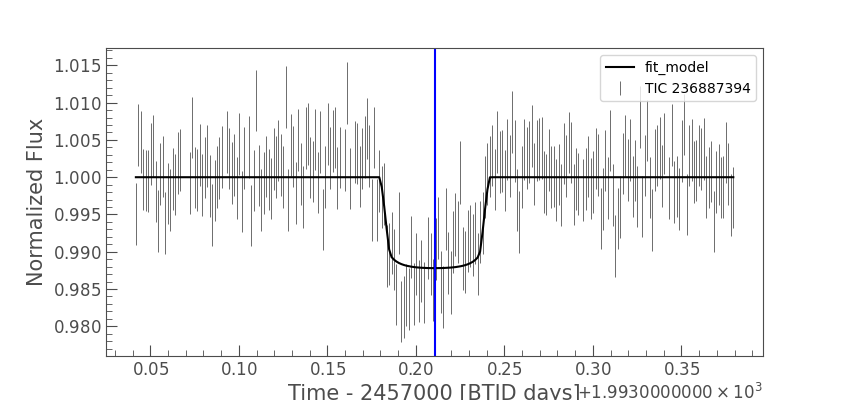 fit_model
TIC 236887394
Normalized Flux
1.015
1.010
1.005
1.000
0.995
0.990
0.985
0.980
0.05 0.10 0.15 0.20 0.25 0.30 0.35
Time - 2457000 [BTJD days]
+1.9930000000 × 10³